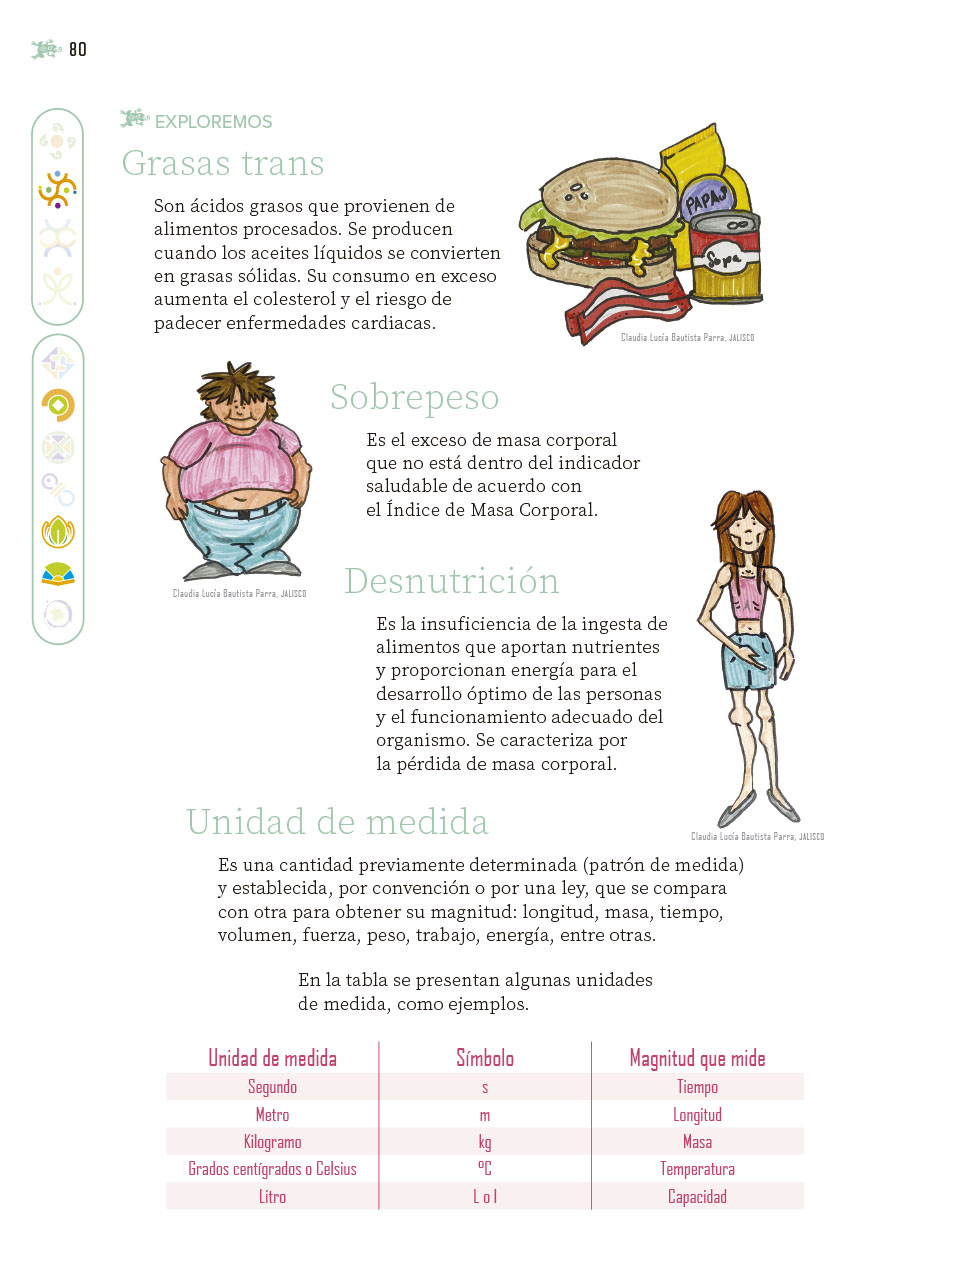 80
EXPLOREMOS
Grasas trans
Son ácidos grasos que provienen de
alimentos procesados. Se producen
cuando los aceites líquidos se convierten
en grasas sólidas. Su consumo en exceso
aumenta el colesterol y el riesgo de
padecer enfermedades cardiacas.
PAPAS
Sopa
Claudia Lucía Bautista Parra, JALISCO
Sobrepeso
Es el exceso de masa corporal
que no está dentro del indicador
saludable de acuerdo con
el Índice de Masa Corporal.
Claudia Lucía Bautista Parra, JALISCO
Desnutrición
Es la insuficiencia de la ingesta de
alimentos que aportan nutrientes
y proporcionan energía para el
desarrollo óptimo de las personas
y el funcionamiento adecuado del
organismo. Se caracteriza por
la pérdida de masa corporal.
Claudia Lucía Bautista Parra, JALISCO
Unidad de medida
Es una cantidad previamente determinada (patrón de medida)
y establecida, por convención o por una ley, que se compara
con otra para obtener su magnitud: longitud, masa, tiempo,
volumen, fuerza, peso, trabajo, energía, entre otras.
En la tabla se presentan algunas unidades
de medida, como ejemplos.
Unidad de medida Símbolo Magnitud que mide
Segundo s Tiempo
Metro m Longitud
Kilogramo kg Masa
Grados centígrados o Celsius ºC Temperatura
Litro L o l Capacidad